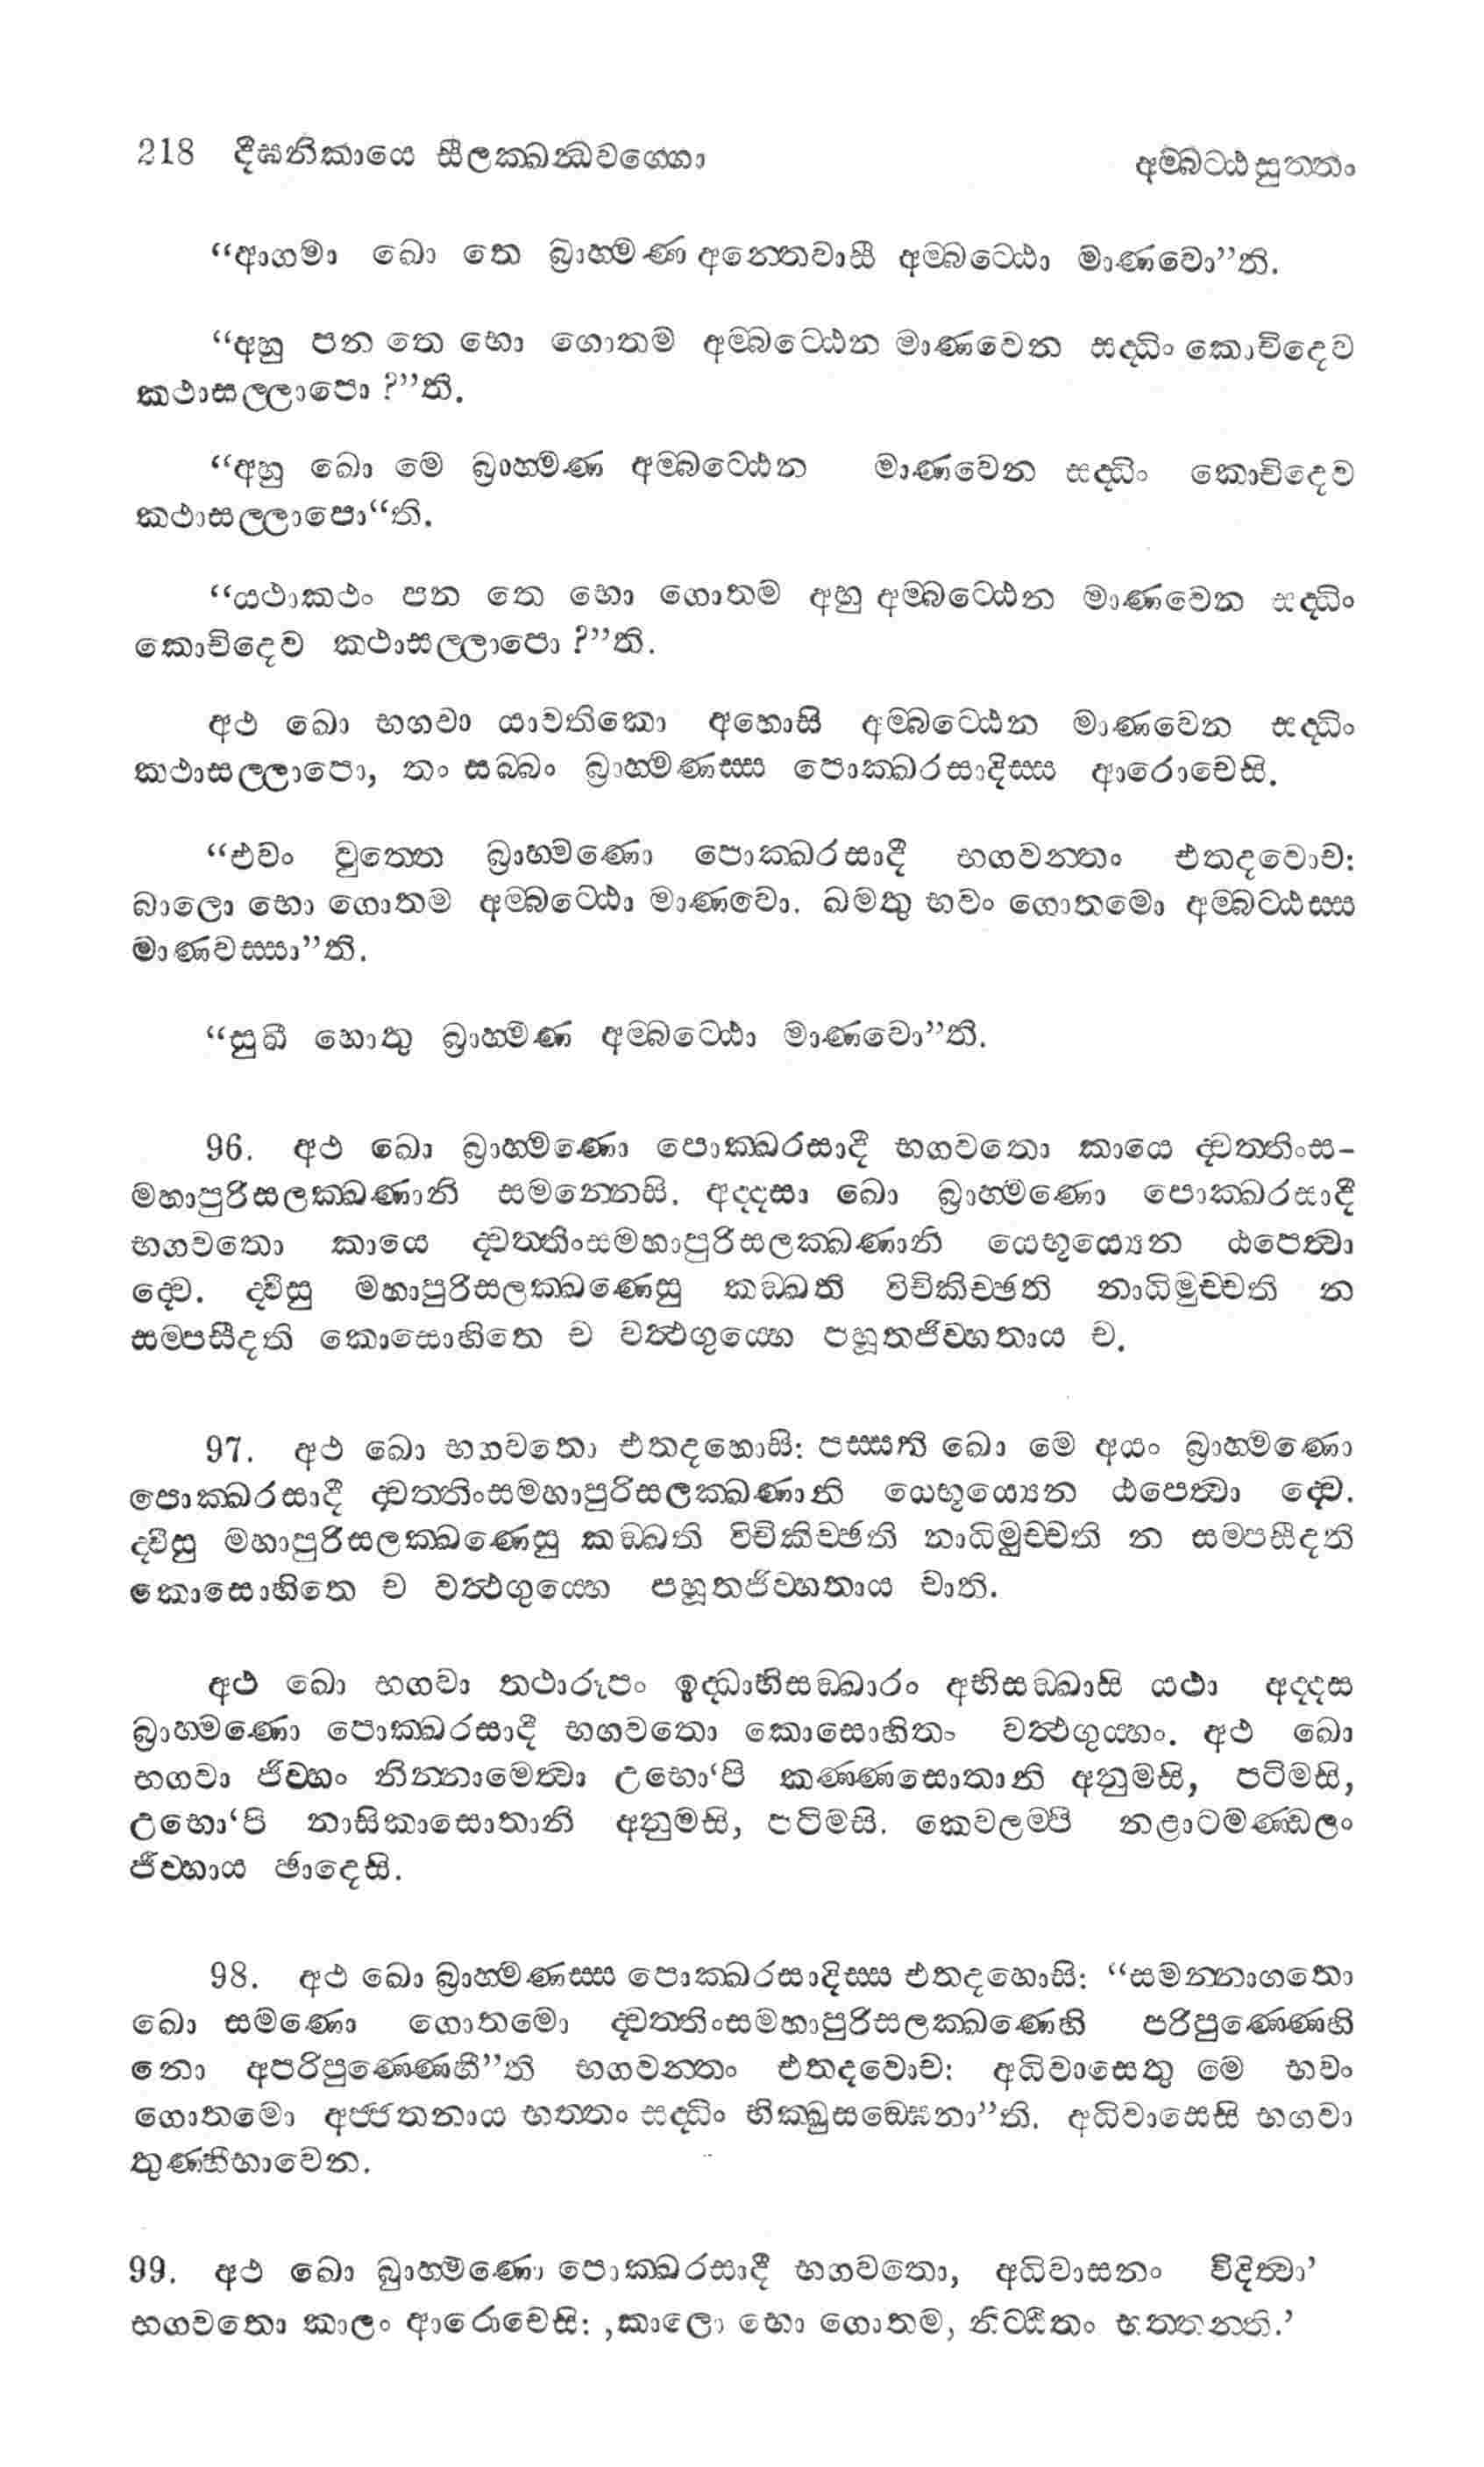 218 දීඝනිකායෙ සීලක්ඛන්ධවග්ගො
අම්බට්ඨසුත්තං
“ආගමා ඛො තෙ බ්‍රාහ්මණ අන්තෙවාසී අම්බට්ඨො මාණවො”ති.
“අහු පන තෙ භො ගොතම අම්බට්ඨෙන මාණවෙන සද්ධිං කොචිදෙව
කථාසල්ලාපො ?”ති.
“අහු ඛො මෙ බ්‍රාහ්මණ අම්බට්ඨෙන මාණවෙන සද්ධිං කොචිදෙව
කථාසල්ලාපො“ති.
“යථාකථං පන තෙ භො ගොතම අහු අම්බට්ඨෙන මාණවෙන සද්ධිං
කොචිදෙව කථාසල්ලාපො ?”ති.
අථ ඛො භගවා යාවතිකො අහොසි අම්බට්ඨෙන මාණවෙන සද්ධිං
කථාසල්ලාපො, තං සබ්බං බ්‍රාහ්මණස්ස පොක්ඛරසාදිස්ස ආරොචෙසි.
“එවං වුත්තෙ බ්‍රාහ්මණො පොක්ඛරසාදී භගවන්තං එතදවොච:
බාලො භො ගොතම අම්බට්ඨො මාණවො. ඛමතු භවං ගොතමො අම්බට්ඨස්ස
මාණවස්සා”ති.
“සුඛී හොතු බ්‍රාහ්මණ අම්බට්ඨො මාණවො”ති.
96. අථ ඛො බ්‍රාහ්මණො පොක්ඛරසාදී භගවතො කායෙ ද්වත්තිංස-
මහාපුරිසලක්ඛණානි සමන්නෙසි. අද්දසා ඛො බ්‍රාහ්මණො පොක්ඛරසාදී
භගවතො කායෙ ද්වත්තිංසමහාපුරිසලක්ඛණානි යෙභූය්‍යෙන ඨපෙත්වා
ද්වෙ. ද්වීසු මහාපුරිසලක්ඛණෙසු කඞ්ඛති විචිකිච්ඡති නාධිමුච්චති න
සම්පසීදති කොසොහිතෙ ච වත්ථගුය්හෙ පහූතජිව්හතාය ච.
97. අථ ඛො භගවතො එතදහොසි: පස්සති ඛො මෙ අයං බ්‍රාහ්මණො
පොක්ඛරසාදී ද්වත්තිංසමහාපුරිසලක්ඛණානි යෙභූය්‍යෙන ඨපෙත්වා ද්වෙ.
ද්වීසු මහාපුරිසලක්ඛණෙසු කඞ්ඛති විචිකිච්ඡති නාධිමුච්චති න සම්පසීදති
කොසොහිතෙ ච වත්ථගුය්හෙ පහූතජිව්හතාය චාති.
අථ ඛො භගවා තථාරූපං ඉද්ධාභිසඞ්ඛාරං අභිසඞ්ඛාසි යථා අද්දස
බ්‍රාහ්මණො පොක්ඛරසාදී භගවතො කොසොහිතං වත්ථගුය්හං. අථ ඛො
භගවා ජිව්හං නින්නාමෙත්වා උභො‘පි කණ්ණසොතානි අනුමසි, පටිමසි,
උභො‘පි නාසිකාසොතානි අනුමසි, පටිමසි. කෙවලම්පි නළාටමණ්ඩලං
ජීව්හාය ඡාදෙසි.
98. අථ ඛො බ්‍රාහ්මණස්ස පොක්ඛරසාදිස්ස එතදහොසි: “සමන්නාගතො
ඛො සමණො ගොතමො ද්වත්තිංසමහාපුරිසලක්ඛණෙහි පරිපුණ්ණෙහි
නො අපරිපුණ්ණෙහී”ති භගවන්තං එතදවොච: අධිවාසෙතු මෙ භවං
ගොතමො අජ්ජතනාය භත්තං සද්ධිං භික්ඛුසඞ්ඝෙනා”ති. අධිවාසෙසි භගවා
තුණ්හීභාවෙන.
99. අථ ඛො බ්‍රාහ්මණො පොක්ඛරසාදී භගවතො, අධිවාසනං විදිත්වා’
භගවතො කාලං ආරොචෙසි: ,කාලො භො ගොතම, නිට්ඨිතං භත්තන්ති.’